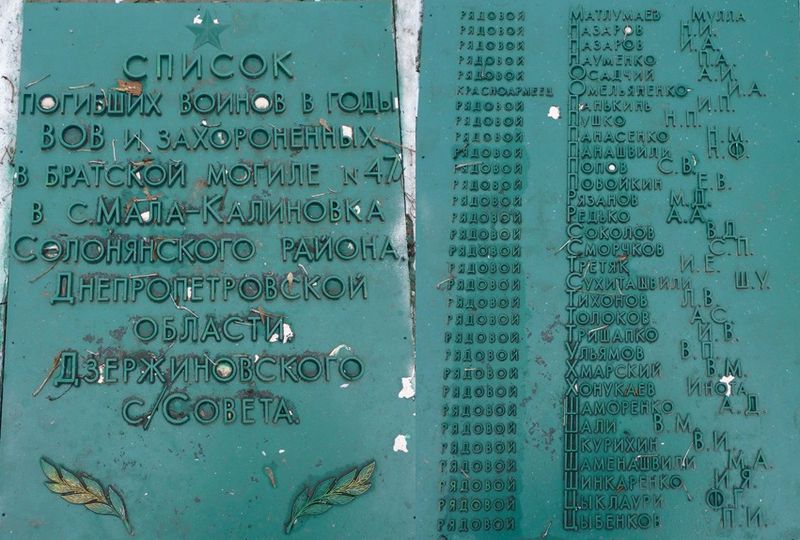 СПИСОК
ПОГИБШИХ ВОИНОВ В ГОДЫ
ВОВ И ЗАХОРОНЕННЫХ
В БРАТСКОЙ МОГИЛЕ № 47
В С.МАЛА-КАЛИНОВКА
СОЛОНЯНСКОГО РАЙОНА.
ДНЕПРОПЕТРОВСКОЙ
ОБЛАСТИ
ДЗЕРЖИНОВСКОГО
С/СОВЕТА.
РЯДОВОЙ МАТЛУМАЕВ МУЛЛА
РЯДОВОЙ НАЗАРОВ П.И.
РЯДОВОЙ НАЗАРОВ И.А.
РЯДОВОЙ НАУМЕНКО П.А.
РЯДОВОЙ ОСАДЧИЙ А.И.
КРАСНОАРМЕЕЦ ОМЕЛЬЯНЕНКО И.А.
РЯДОВОЙ ПАНЬКИНЬ И.П.
РЯДОВОЙ ПУШКО Н.П.
РЯДОВОЙ ПАНАСЕНКО Н.М.
РЯДОВОЙ ПАНАШВИЛИ Н.Ф.
РЯДОВОЙ ПОПОВ С.В.
РЯДОВОЙ ПОВОЙКИН Е.В.
РЯДОВОЙ РЯЗАНОВ М.Д.
РЯДОВОЙ РЕДЬКО А.А.
РЯДОВОЙ СОКОЛОВ В.Д.
РЯДОВОЙ СМОРЧКОВ С.П.
РЯДОВОЙ ТРЕТЯК И.Е.
РЯДОВОЙ СУХИТАШВИЛИ Ш.У.
РЯДОВОЙ ТИХОНОВ Л.В.
РЯДОВОЙ ТОЛОКОВ А.С.
РЯДОВОЙ ТРИШАПКО И.В.
РЯДОВОЙ УЛЬЯМОВ В.П.
РЯДОВОЙ ХМАРСКИЙ В.М.
РЯДОВОЙ ХОНУКАЕВ
РЯДОВОЙ ШАМОРЕНКО А.Д.
РЯДОВОЙ ШАЛИ В.М.
РЯДОВОЙ ШКУРИХИН В.И.
РЯДОВОЙ ШАМЕНАШВИЛИ М.А.
РЯДОВОЙ ШИНКАРЕНКО И.Я.
РЯДОВОЙ ЦЫКЛАУРИ Ф.Г.
РЯДОВОЙ ЦЫБЕНКОВ П.И.